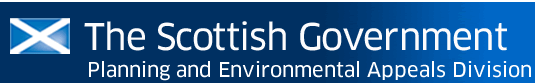 The Scottish Government
Planning and Environmental Appeals Division